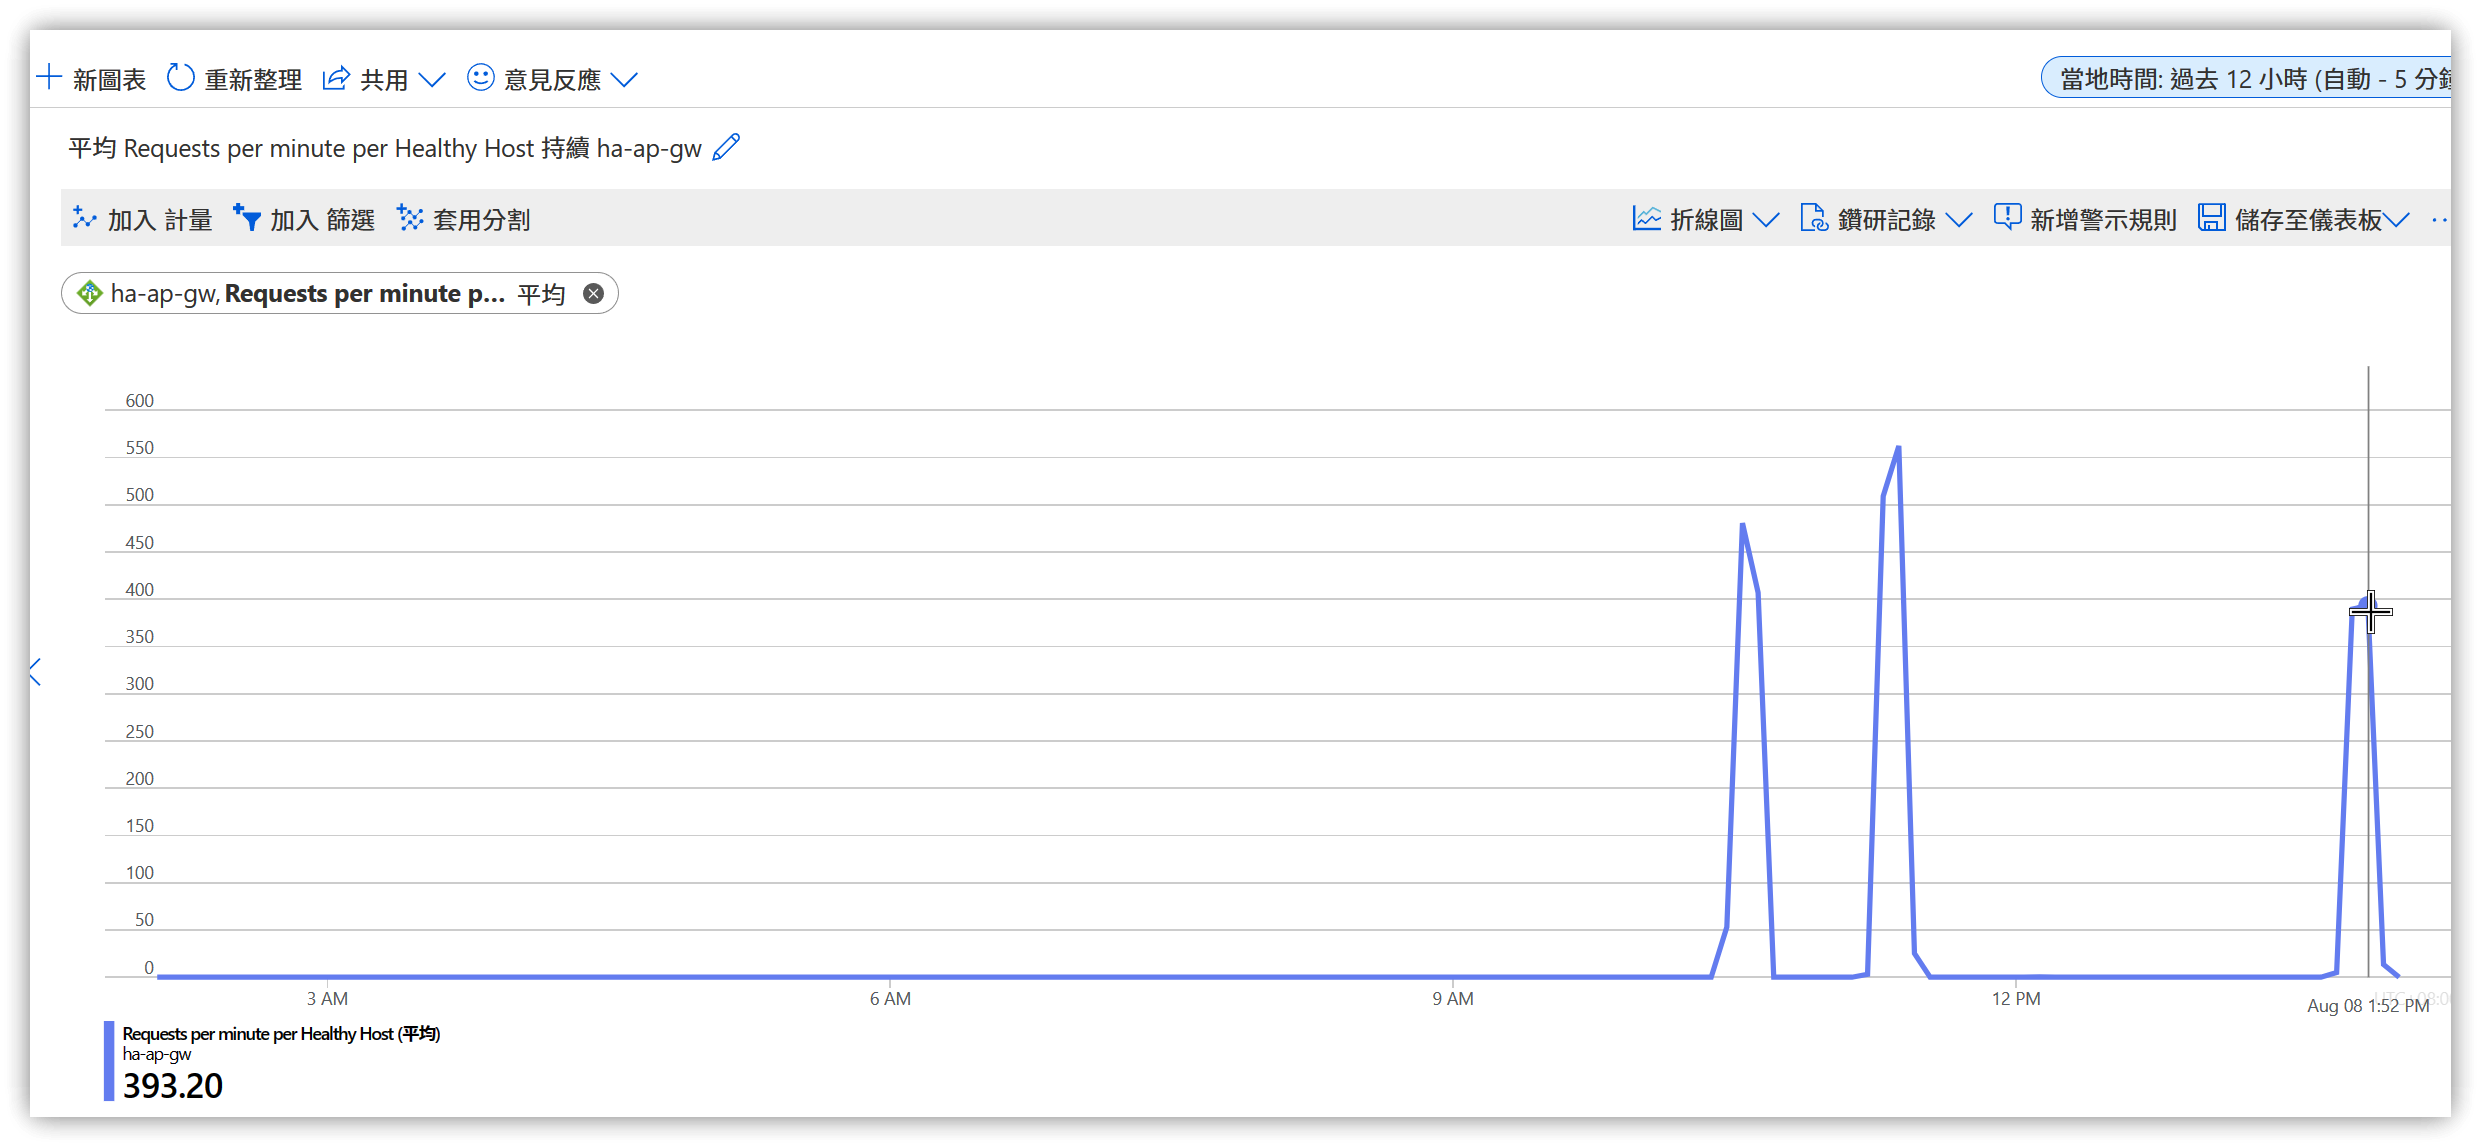 新圖表 重新整理 共用 意見反應 當地時間: 過去 12 小時 (自動 - 5 分
平均 Requests per minute per Healthy Host 持續 ha-ap-gw
加入 計量 加入 篩選 套用分割 折線圖 鑽研記錄 新增警示規則 儲存至儀表板 ··
ha-ap-gw, Requests per minute p... 平均
600
550
500
450
400
350
300
250
200
150
100
50
0
3 AM 6 AM 9 AM 12 PM
Aug 08 1:52 PM
Requests per minute per Healthy Host (平均)
ha-ap-gw
393.20